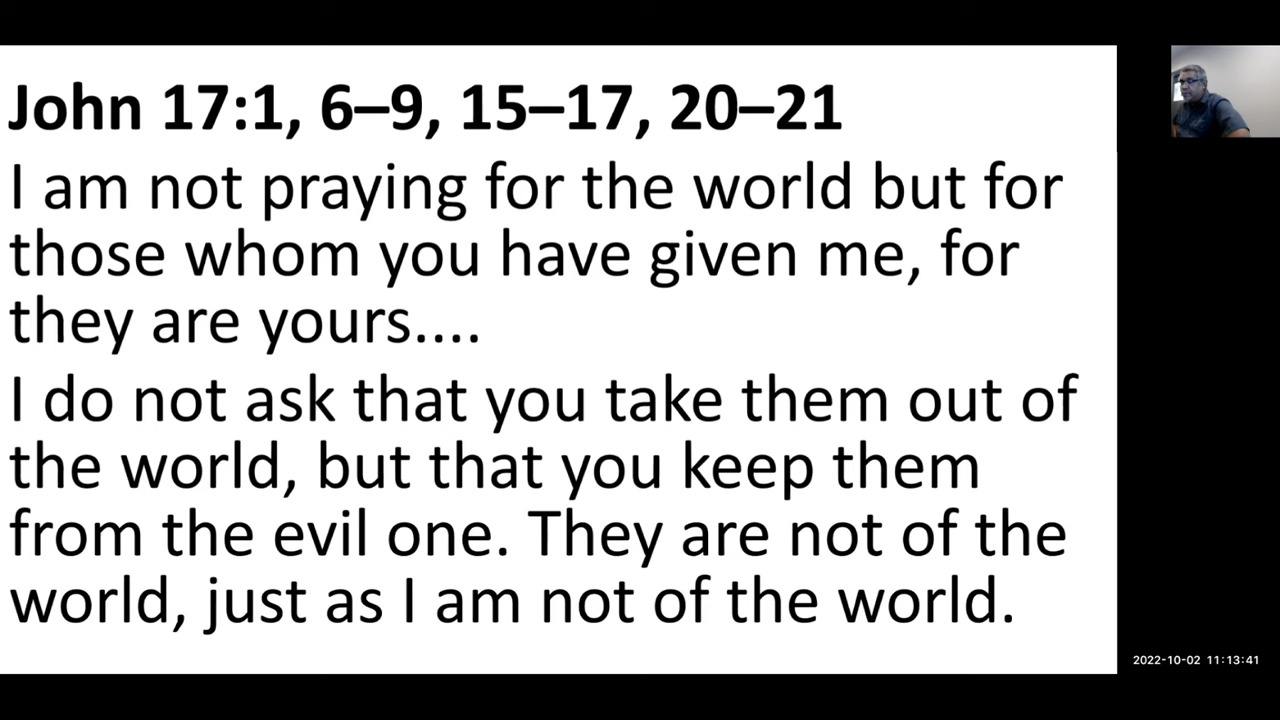 John 17:1, 6–9, 15–17, 20–21
I am not praying for the world but for
those whom you have given me, for
they are yours....
I do not ask that you take them out of
the world, but that you keep them
from the evil one. They are not of the
world, just as I am not of the world.
2022-10-02 11:13:41